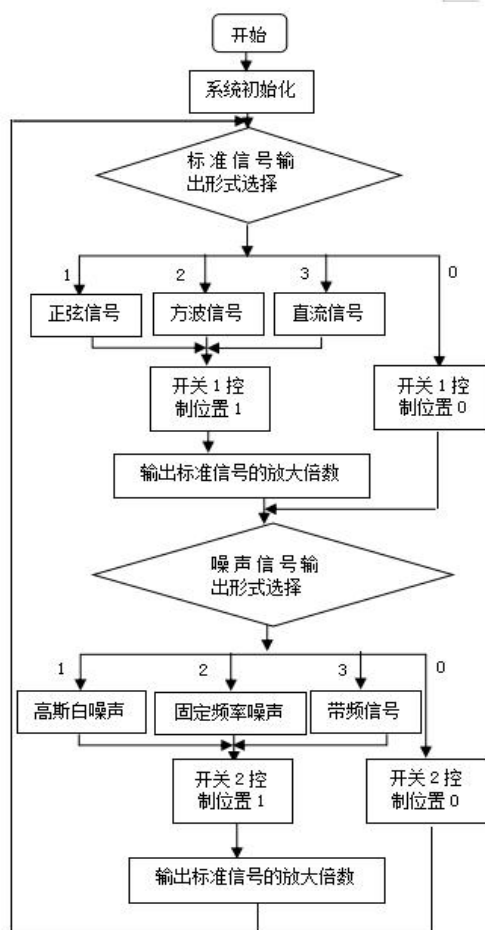 开始
系统初始化
标准信号输
出形式选择
1
2
3
0
正弦信号
方波信号
直流信号
开关1控
制位置1
开关1控
制位置0
输出标准信号的放大倍数
噪声信号输
出形式选择
1
2
3
0
高斯白噪声
固定频率噪声
带频信号
开关2控
制位置1
开关2控
制位置0
输出标准信号的放大倍数